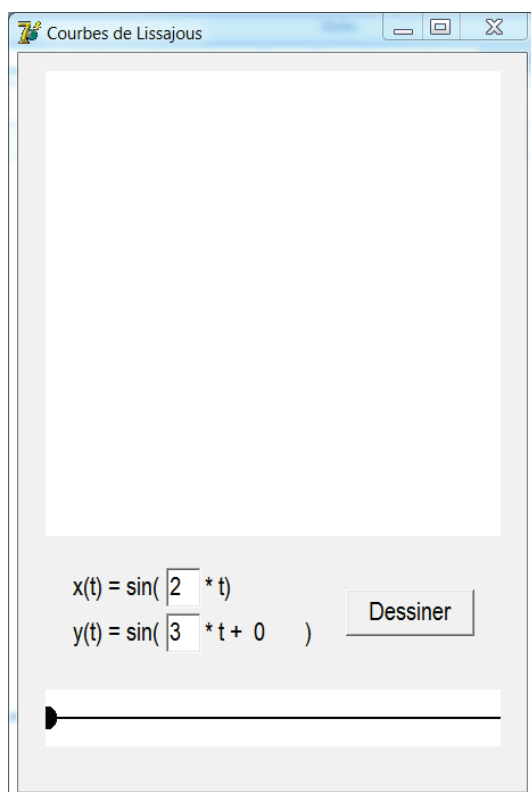 Courbes de Lissajous
x(t) = sin( 2 * t)
y(t) = sin( 3 * t + 0 )
Dessiner